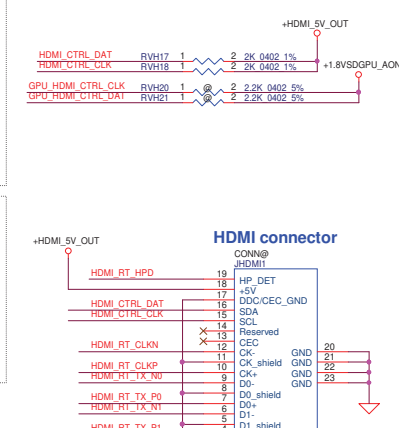 +HDMI_5V_OUT
HDMI_CTRL_DAT RVH17 1 2 2K 0402 1%
HDMI_CTRL_CLK RVH18 1 2 2K 0402 1%
+1.8VSDGPU_AON
GPU_HDMI_CTRL_CLK RVH20 1 @ 2 2.2K 0402 5%
GPU_HDMI_CTRL_DAT RVH21 1 @ 2 2.2K 0402 5%
HDMI connector
+HDMI_5V_OUT
CONN@
JHDMI1
HDMI_RT_HPD 19 HP_DET
18 +5V
17 DDC/CEC_GND
HDMI_CTRL_DAT 16 SDA
HDMI_CTRL_CLK 15 SCL
14 Reserved
13 CEC
HDMI_RT_CLKN 12 CK- GND 20
11 CK_shield GND 21
HDMI_RT_CLKP 10 CK+ GND 22
HDMI_RT_TX_N0 9 D0- GND 23
8 D0_shield
HDMI_RT_TX_P0 7 D0+
HDMI_RT_TX_N1 6 D1-
5 D1_shield
HDMI_RT_TX_P1 4